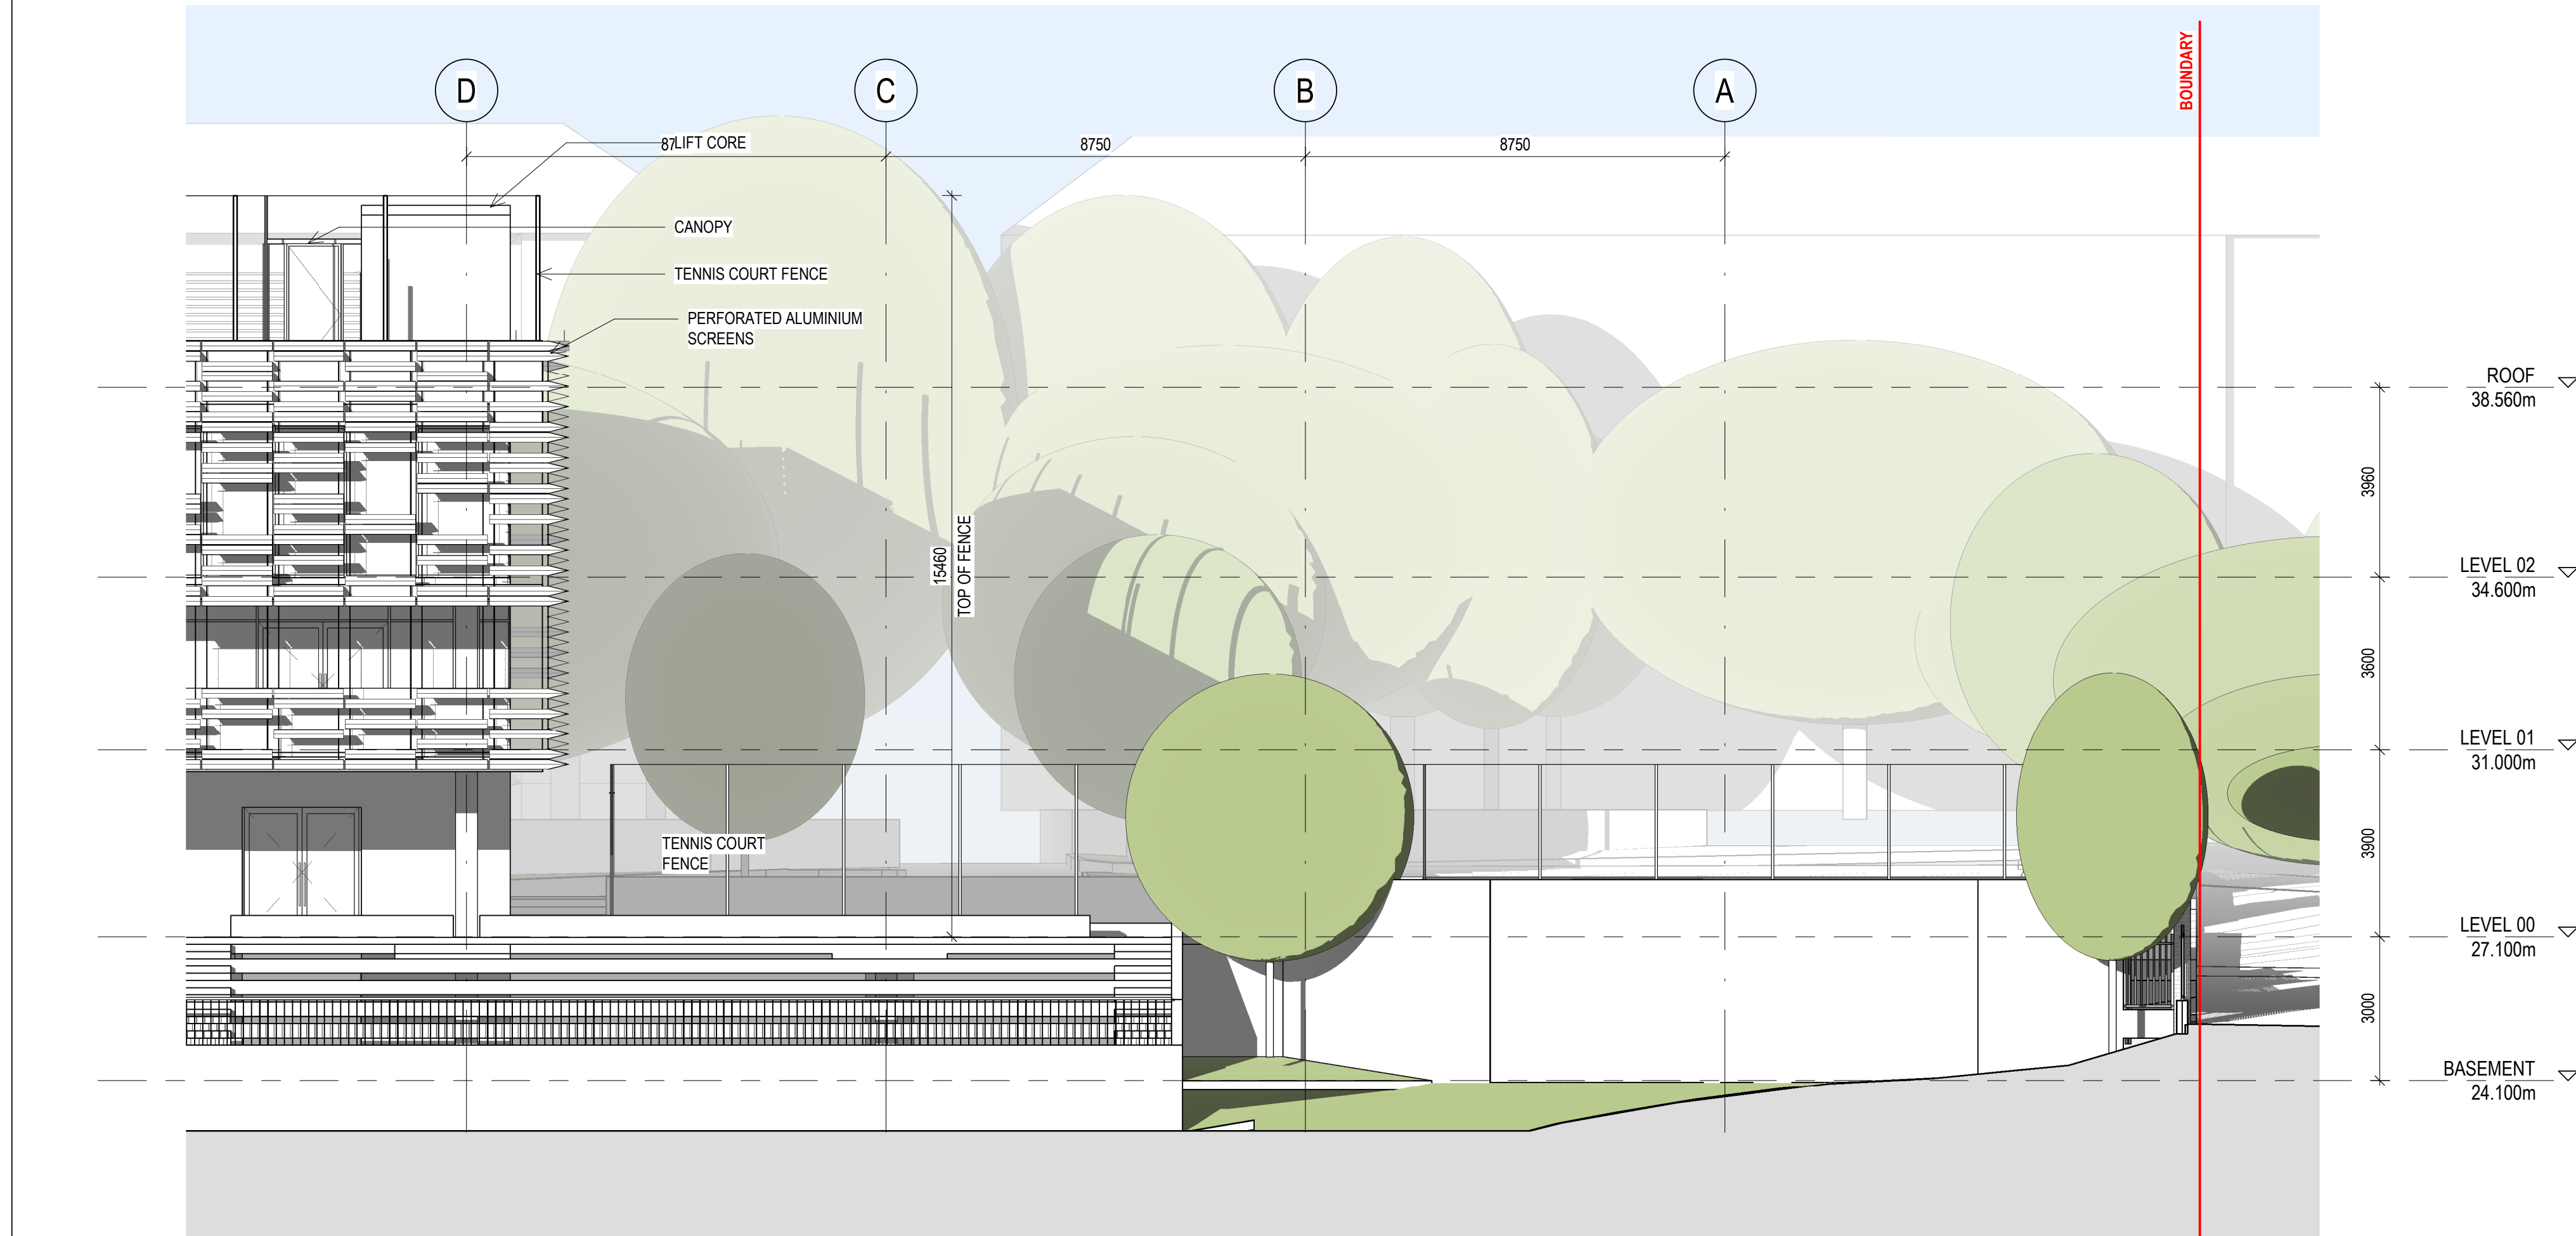 BOUNDARY
D
C
B
A
87
LIFT CORE
8750
8750
CANOPY
TENNIS COURT FENCE
PERFORATED ALUMINIUM
SCREENS
ROOF
38.560m
3960
15460
TOP OF FENCE
LEVEL 02
34.600m
3600
LEVEL 01
31.000m
TENNIS COURT
FENCE
3900
LEVEL 00
27.100m
3000
BASEMENT
24.100m